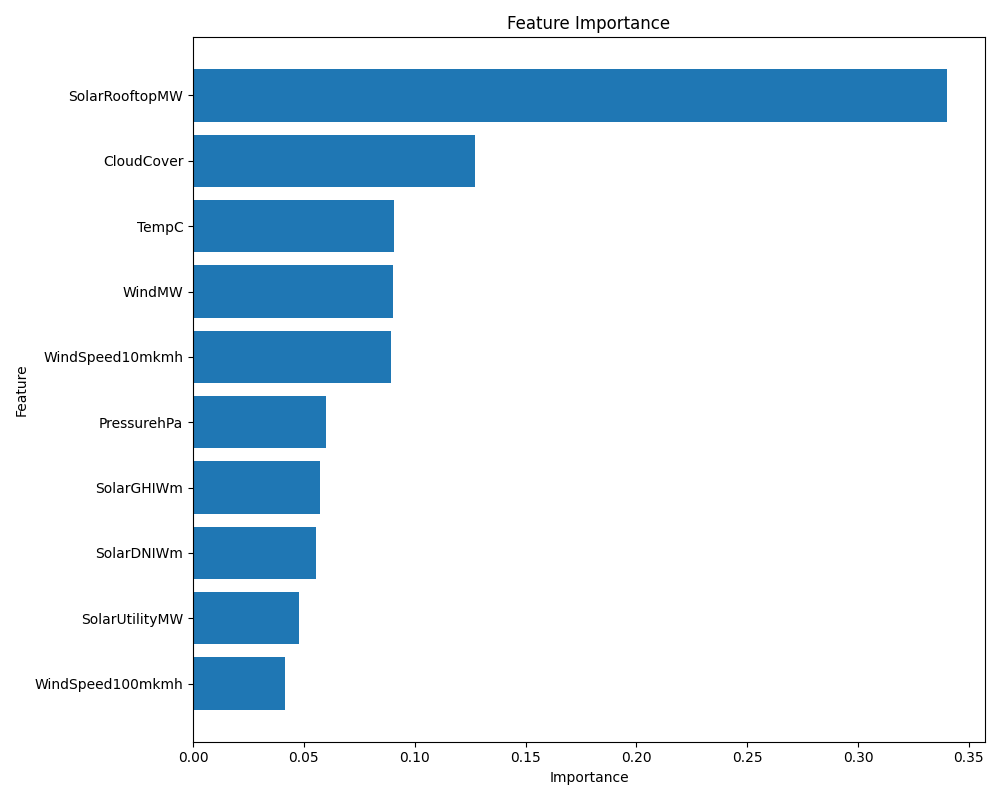 Feature Importance
SolarRooftopMW
CloudCover
TempC
WindMW
WindSpeed10mkmh
PressurehPa
SolarGHIWm
SolarDNIWm
SolarUtilityMW
WindSpeed100mkmh
Feature
0.00 0.05 0.10 0.15 0.20 0.25 0.30 0.35
Importance